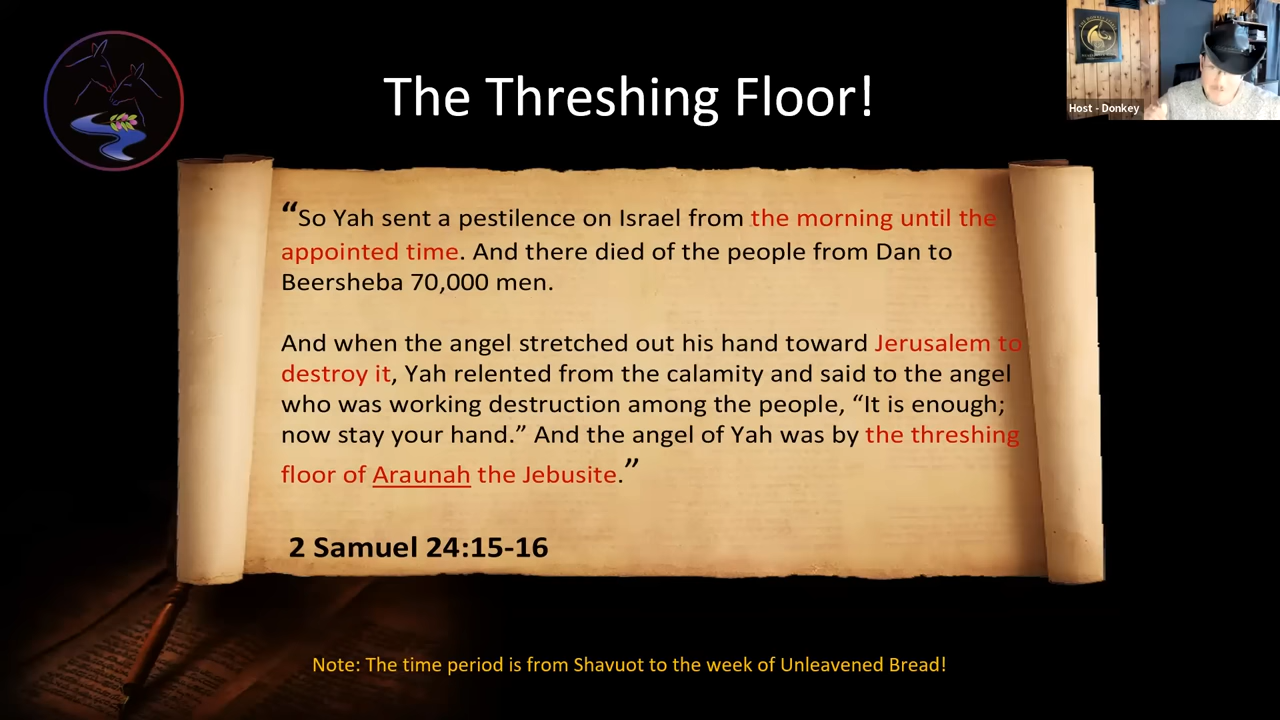 The Threshing Floor!
Host - Donkey
“So Yah sent a pestilence on Israel from the morning until the
appointed time. And there died of the people from Dan to
Beersheba 70,000 men.
And when the angel stretched out his hand toward Jerusalem to
destroy it, Yah relented from the calamity and said to the angel
who was working destruction among the people, “It is enough;
now stay your hand.” And the angel of Yah was by the threshing
floor of Araunah the Jebusite.”
2 Samuel 24:15-16
Note: The time period is from Shavuot to the week of Unleavened Bread!